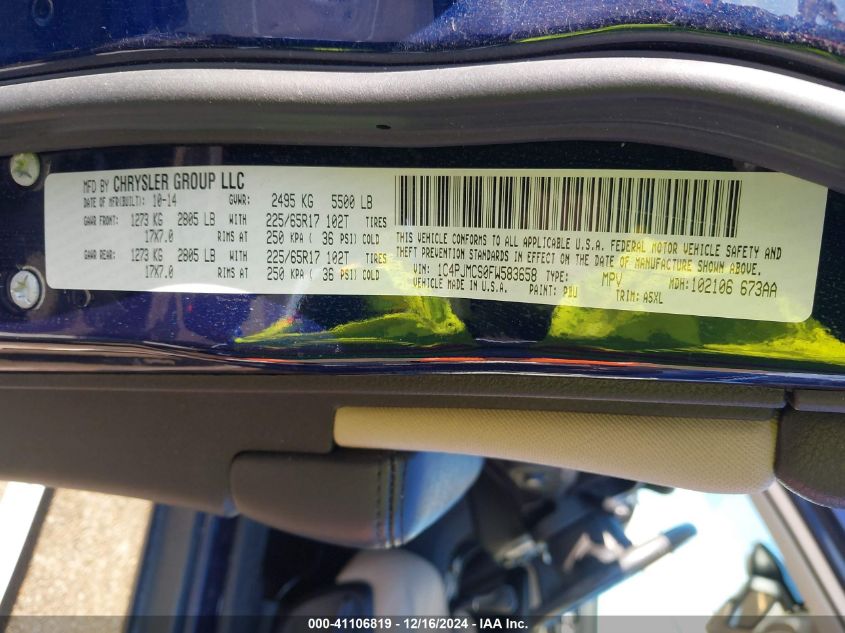 MFD BY CHRYSLER GROUP LLC
DATE OF MFR(BUILT): 10-14 GVWR: 2495 KG 5500 LB
GAWR FRONT: 1273 KG 2805 LB WITH 225/65R17 102T TIRES
17X7.0 RIMS AT 250 KPA ( 36 PSI) COLD
GAWR REAR: 1273 KG 2805 LB WITH 225/65R17 102T TIRES
17X7.0 RIMS AT 250 KPA ( 36 PSI) COLD
THIS VEHICLE CONFORMS TO ALL APPLICABLE U.S.A. FEDERAL MOTOR VEHICLE SAFETY AND
THEFT PREVENTION STANDARDS IN EFFECT ON THE DATE OF MANUFACTURE SHOWN ABOVE.
VIN: 1C4PJMCS0FW583658 TYPE: MPV MDH: 102106 673AA
VEHICLE MADE IN U.S.A. PAINT: PBU TRIM: A5XL
000-41106819 - 12/16/2024 - IAA Inc.